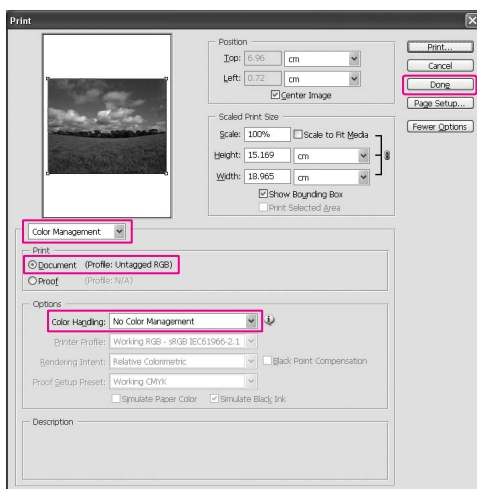 Print
Position
Top: 6.96 cm
Left: 0.72 cm
Center Image
Scaled Print Size
Scale: 100% Scale to Fit Media
Height: 15.169 cm
Width: 18.965 cm
Show Bounding Box
Print Selected Area
Print...
Cancel
Done
Page Setup...
Fewer Options
Color Management
Print
Document (Profile: Untagged RGB)
Proof (Profile: N/A)
Options
Color Handling: No Color Management
Printer Profile: Working RGB - sRGB IEC61966-2.1
Rendering Intent: Relative Colorimetric Black Point Compensation
Proof Setup Preset: Working CMYK
Simulate Paper Color Simulate Black Ink
Description